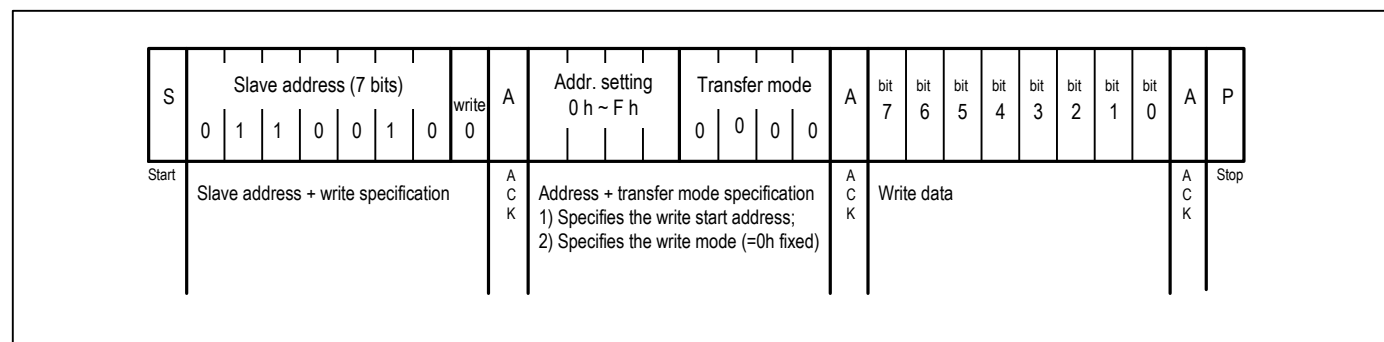 S
Slave address (7 bits)
0 1 1 0 0 1 0
write
0
A
Addr. setting
0 h ~ F h
Transfer mode
0 0 0 0
A
bit bit bit bit bit bit bit bit
7 6 5 4 3 2 1 0
A
P
Start
Slave address + write specification
A
C
K
Address + transfer mode specification
1) Specifies the write start address;
2) Specifies the write mode (=0h fixed)
A
C
K
Write data
A
C
K
Stop